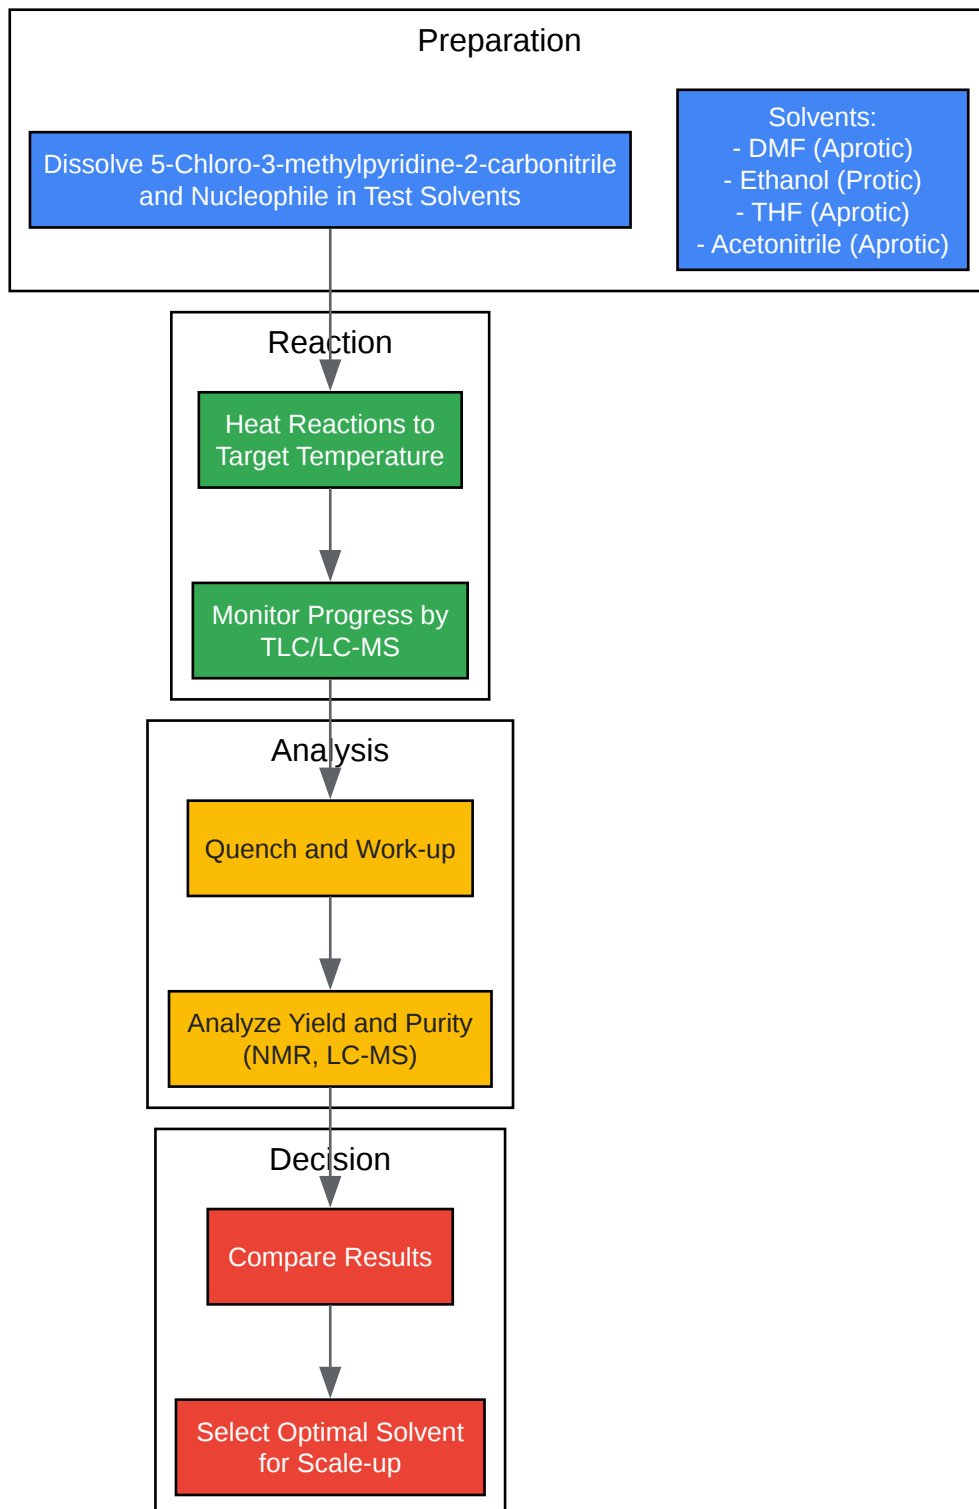 Preparation
Dissolve 5-Chloro-3-methylpyridine-2-carbonitrile
and Nucleophile in Test Solvents
Solvents:
- DMF (Aprotic)
- Ethanol (Protic)
- THF (Aprotic)
- Acetonitrile (Aprotic)
Reaction
Heat Reactions to
Target Temperature
Monitor Progress by
TLC/LC-MS
Analysis
Quench and Work-up
Analyze Yield and Purity
(NMR, LC-MS)
Decision
Compare Results
Select Optimal Solvent
for Scale-up